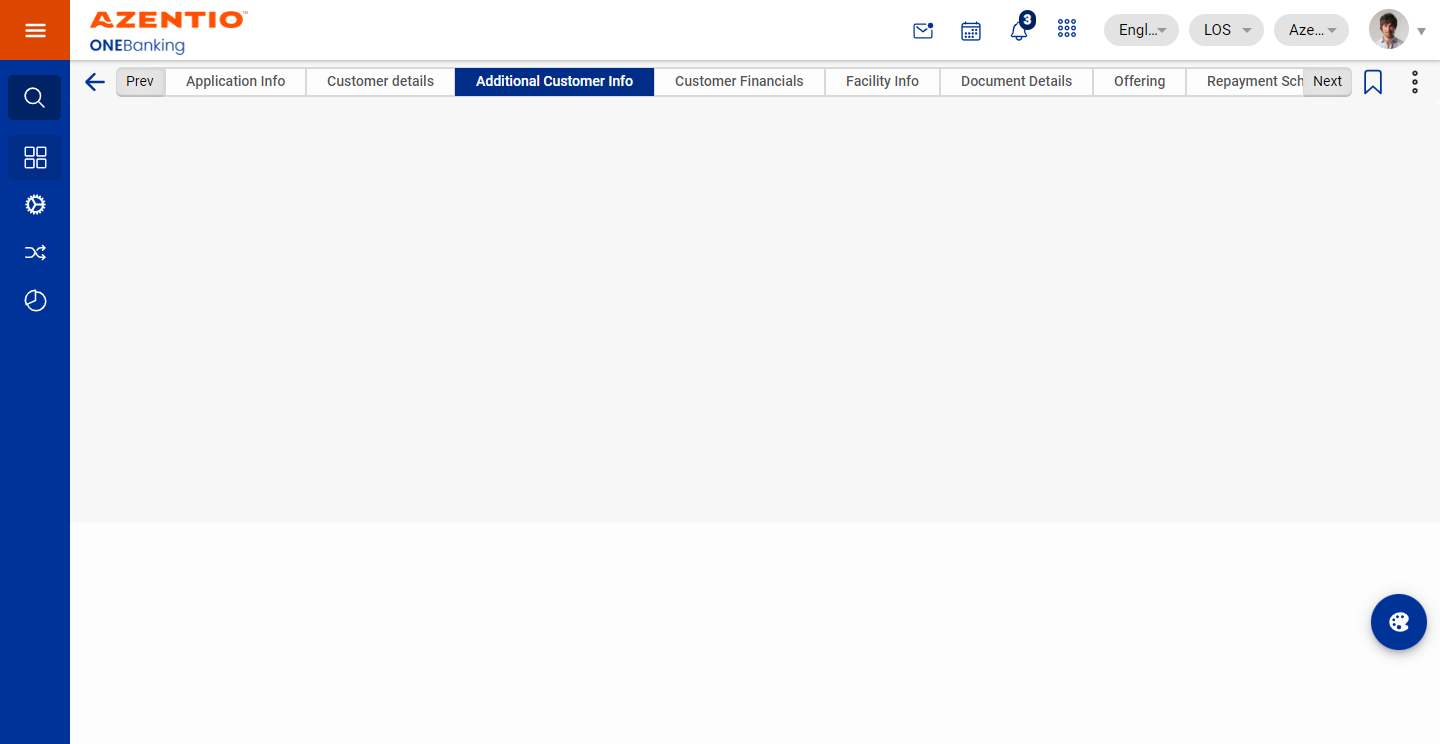 AZENTIO™
ONEBanking
3
Engl...
LOS
Aze...
Prev
Application Info
Customer details
Additional Customer Info
Customer Financials
Facility Info
Document Details
Offering
Repayment Sch
Next